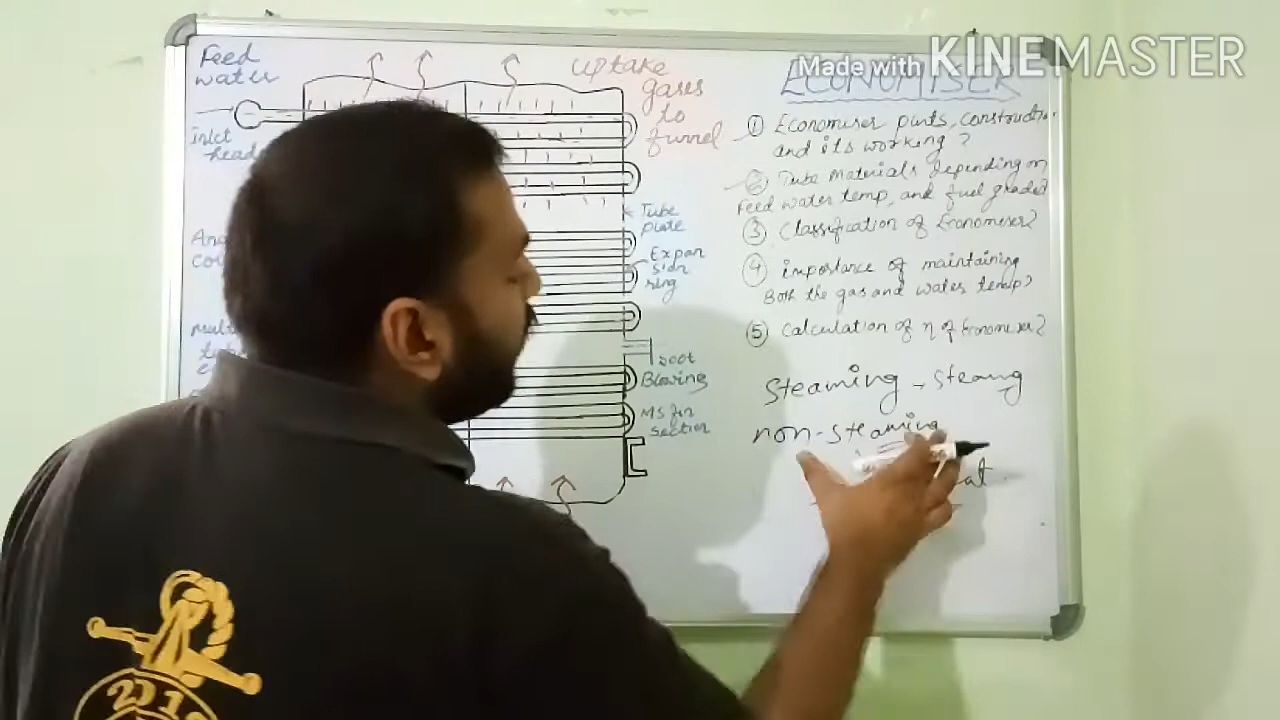 Made with KINEMASTER
Feed
water
Inlet
uptake
gases
to
funnel
Tube
plate
Expan
sion
ring
soot
Blowing
MS fin
section
ECONOMISER
① Economiser parts, construction
and its working?
② Tube Materials depending on
Feed water temp, and fuel grade?
③ Classification of Economiser?
④ importance of maintaining
Both the gas and water temp?
⑤ Calculation of η of Economiser?
Steaming
non-steaming